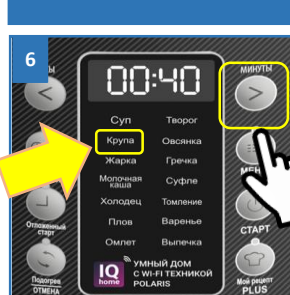 6
00:40
МИНУТЫ
Суп Творог
Крупа Овсянка
Жарка Гречка
Молочная каша Суфле
Холодец Томление
Плов Варенье
Омлет Выпечка
Отложенный старт
СТАРТ
Подогрев
ОТМЕНА
IQ home
УМНЫЙ ДОМ
С WI-FI ТЕХНИКОЙ
POLARIS
Мой рецепт
PLUS